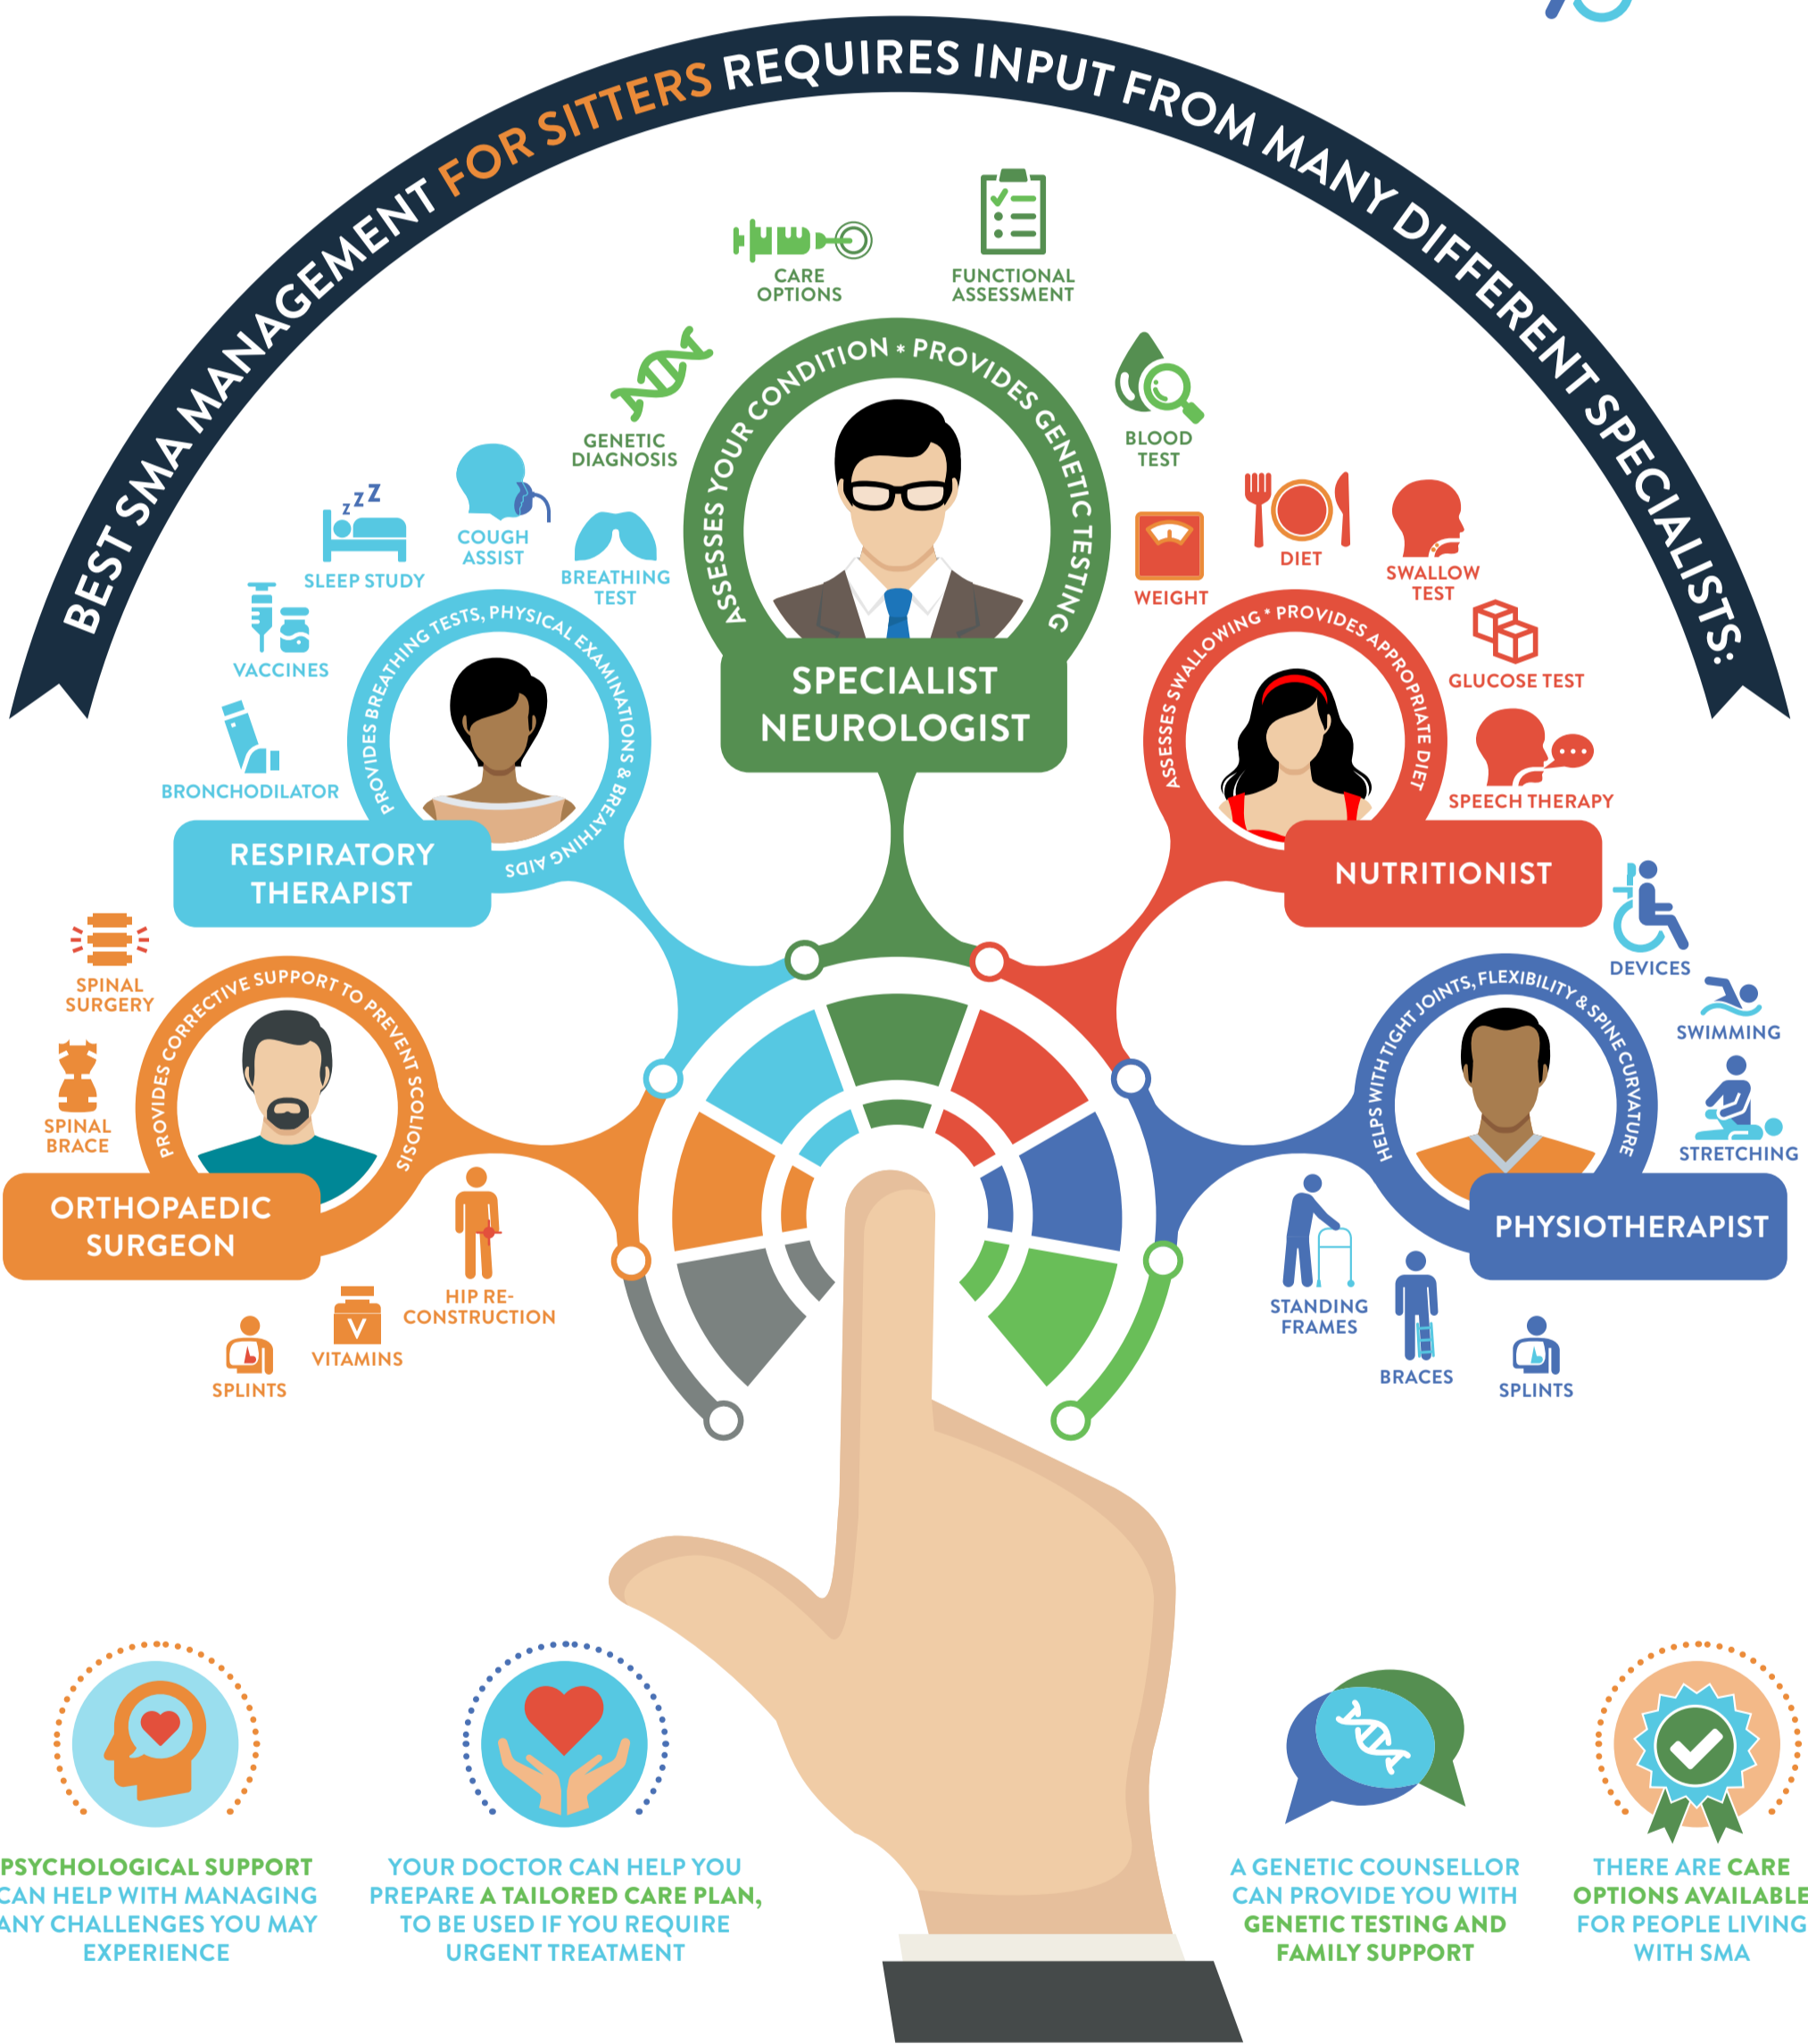 BEST SMA MANAGEMENT FOR SITTERS REQUIRES INPUT FROM MANY DIFFERENT SPECIALISTS:
CARE
OPTIONS
FUNCTIONAL
ASSESSMENT
GENETIC
DIAGNOSIS
BLOOD
TEST
ASSESSES YOUR CONDITION * PROVIDES GENETIC TESTING
SPECIALIST
NEUROLOGIST
COUGH
ASSIST
BREATHING
TEST
zzZ
SLEEP STUDY
VACCINES
BRONCHODILATOR
PROVIDES BREATHING TESTS, PHYSICAL EXAMINATIONS & BREATHING AIDS
RESPIRATORY
THERAPIST
WEIGHT
DIET
SWALLOW
TEST
GLUCOSE TEST
SPEECH THERAPY
ASSESSES SWALLOWING * PROVIDES APPROPRIATE DIET
NUTRITIONIST
SPINAL
SURGERY
SPINAL
BRACE
PROVIDES CORRECTIVE SUPPORT TO PREVENT SCOLIOSIS
ORTHOPAEDIC
SURGEON
HIP RE-
CONSTRUCTION
V
VITAMINS
SPLINTS
DEVICES
SWIMMING
STRETCHING
HELPS WITH TIGHT JOINTS, FLEXIBILITY & SPINE CURVATURE
PHYSIOTHERAPIST
STANDING
FRAMES
BRACES
SPLINTS
PSYCHOLOGICAL SUPPORT
CAN HELP WITH MANAGING
ANY CHALLENGES YOU MAY
EXPERIENCE
YOUR DOCTOR CAN HELP YOU
PREPARE A TAILORED CARE PLAN,
TO BE USED IF YOU REQUIRE
URGENT TREATMENT
A GENETIC COUNSELLOR
CAN PROVIDE YOU WITH
GENETIC TESTING AND
FAMILY SUPPORT
THERE ARE CARE
OPTIONS AVAILABLE
FOR PEOPLE LIVING
WITH SMA